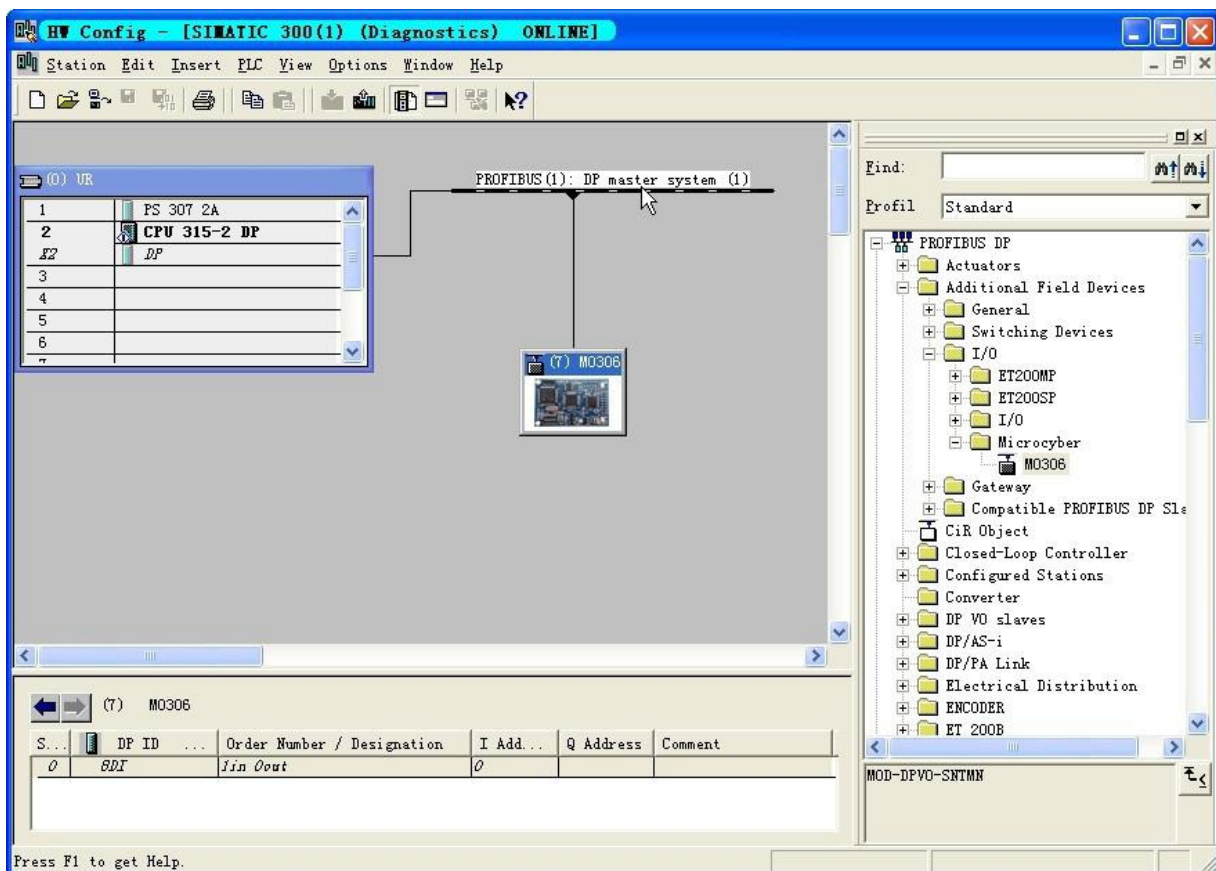 HW Config - [SIMATIC 300(1) (Diagnostics) ONLINE]
Station Edit Insert PLC View Options Window Help
(0) UR
1 PS 307 2A
2 CPU 315-2 DP
E2 DP
3
4
5
6
7
PROFIBUS(1): DP master system (1)
(7) M0306
Find:
Profil Standard
PROFIBUS DP
Actuators
Additional Field Devices
General
Switching Devices
I/O
ET200MP
ET200SP
I/O
Microcyber
M0306
Gateway
Compatible PROFIBUS DP Sla
CiR Object
Closed-Loop Controller
Configured Stations
Converter
DP V0 slaves
DP/AS-i
DP/PA Link
Electrical Distribution
ENCODER
ET 200B
MOD-DPV0-SNTMN
(7) M0306
S... DP ID ... Order Number / Designation I Add... Q Address Comment
0 8DI 1in 0out 0
Press F1 to get Help.